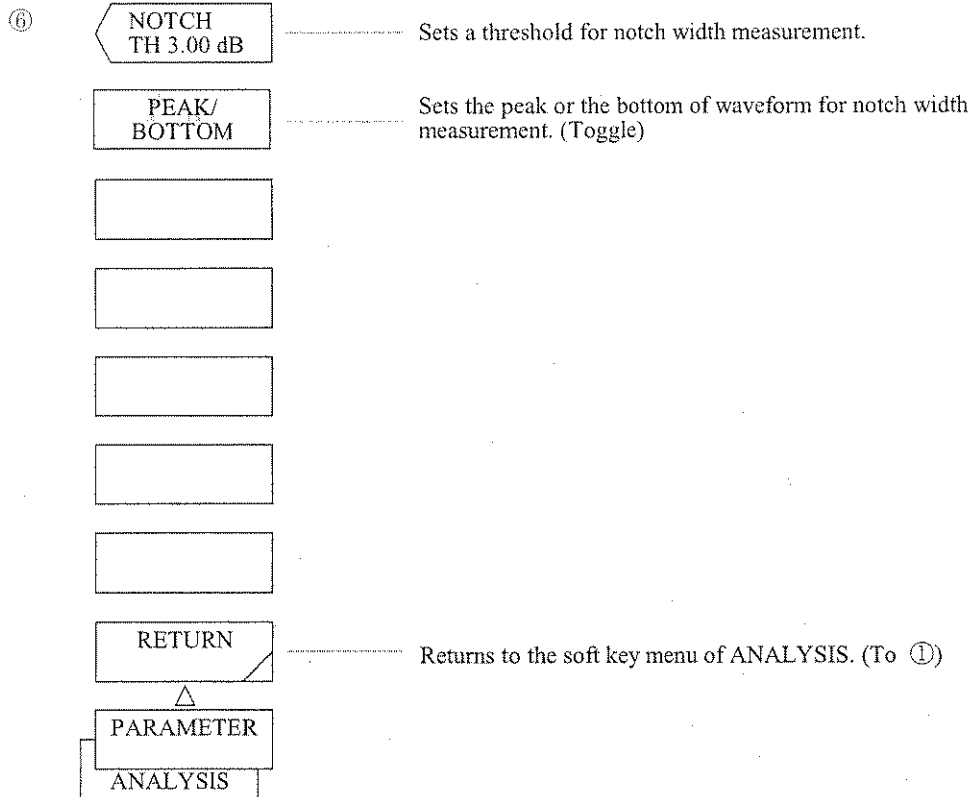 ⑥
NOTCH
TH 3.00 dB
Sets a threshold for notch width measurement.
PEAK/
BOTTOM
Sets the peak or the bottom of waveform for notch width
measurement. (Toggle)
RETURN
Returns to the soft key menu of ANALYSIS. (To ①)
△
PARAMETER
ANALYSIS